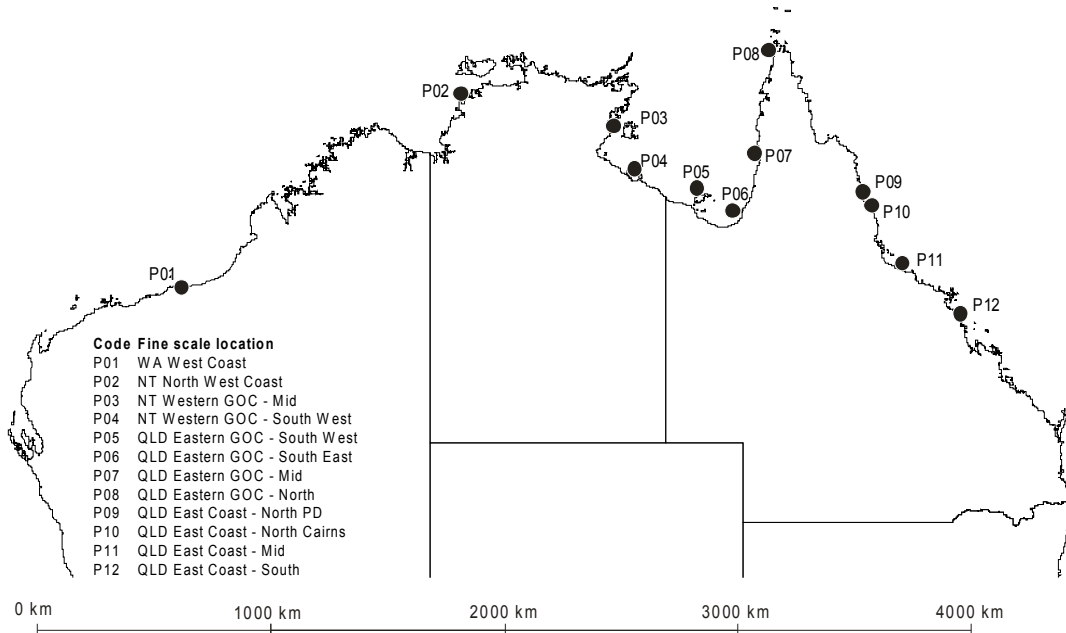 P08
P02
P03
P04
P07
P05
P06
P09
P10
P11
P01
P12
Code Fine scale location
P01 WA West Coast
P02 NT North West Coast
P03 NT Western GOC - Mid
P04 NT Western GOC - South West
P05 QLD Eastern GOC - South West
P06 QLD Eastern GOC - South East
P07 QLD Eastern GOC - Mid
P08 QLD Eastern GOC - North
P09 QLD East Coast - North PD
P10 QLD East Coast - North Cairns
P11 QLD East Coast - Mid
P12 QLD East Coast - South
0 km 1000 km 2000 km 3000 km 4000 km